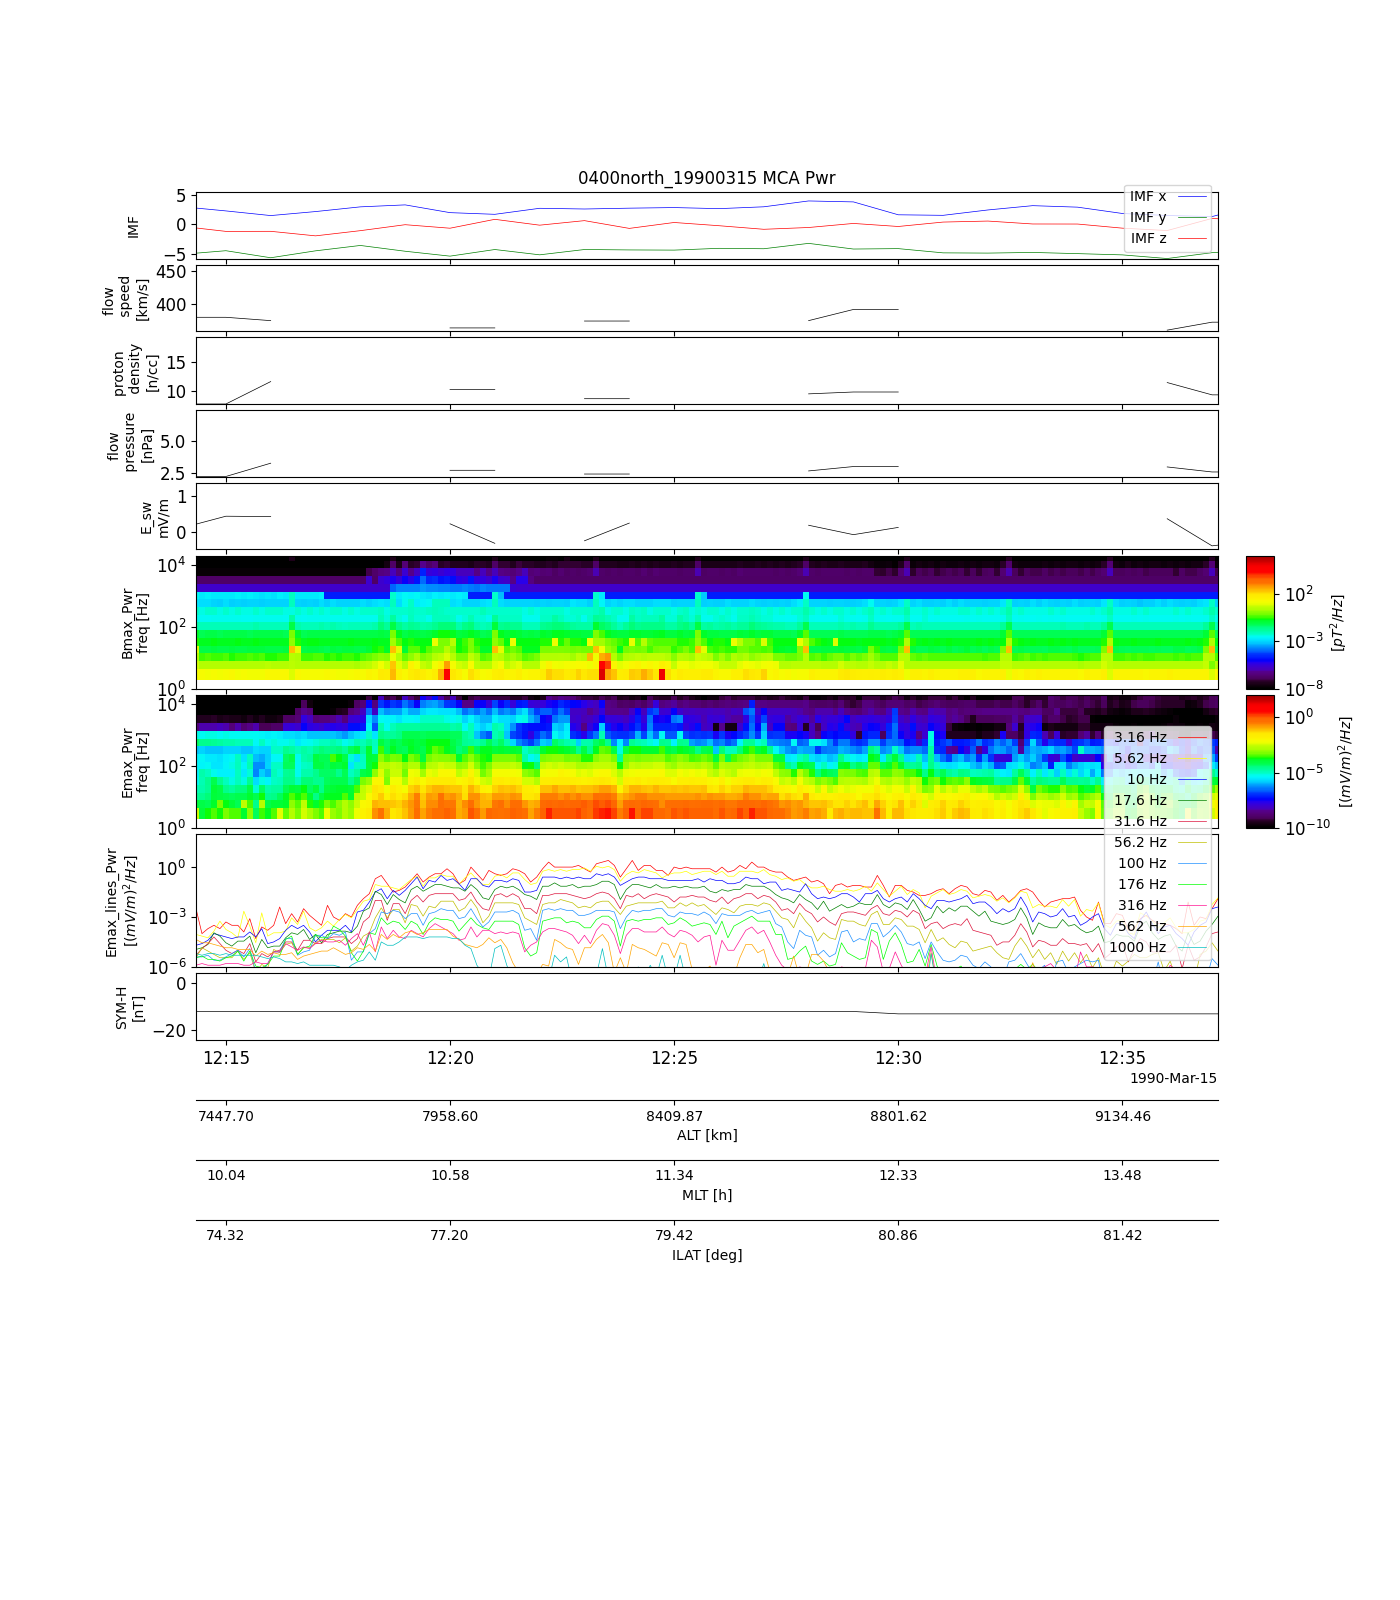 0400north_19900315 MCA Pwr
IMF
5
0
−5
IMF x
IMF y
IMF z
flow
speed
[km/s]
450
400
proton
density
[n/cc]
15
10
flow
pressure
[nPa]
5.0
2.5
E_sw
mV/m
1
0
Bmax_Pwr
freq [Hz]
10^4
10^2
10^0
10^2
10^−3
10^−8
[pT^2/Hz]
Emax_Pwr
freq [Hz]
10^4
10^2
10^0
10^0
10^−5
10^−10
[(mV/m)^2/Hz]
3.16 Hz
5.62 Hz
10 Hz
17.6 Hz
31.6 Hz
56.2 Hz
100 Hz
176 Hz
316 Hz
562 Hz
1000 Hz
Emax_lines_Pwr
[(mV/m)^2/Hz]
10^0
10^−3
10^−6
SYM-H
[nT]
0
−20
12:15 12:20 12:25 12:30 12:35
1990-Mar-15
7447.70 7958.60 8409.87 8801.62 9134.46
ALT [km]
10.04 10.58 11.34 12.33 13.48
MLT [h]
74.32 77.20 79.42 80.86 81.42
ILAT [deg]